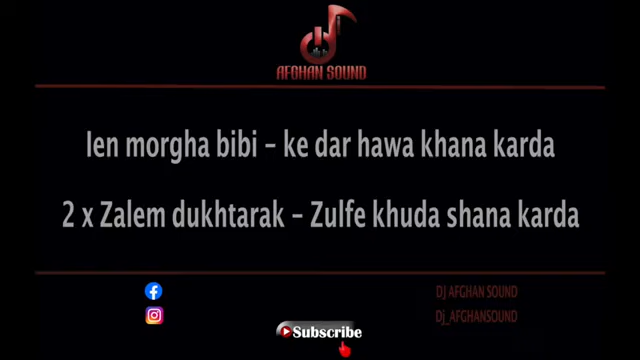 AFGHAN SOUND
Ien morgha bibi – ke dar hawa khana karda
2 x Zalem dukhtarak – Zulfe khuda shana karda
DJ AFGHAN SOUND
Dj_AFGHANSOUND
Subscribe